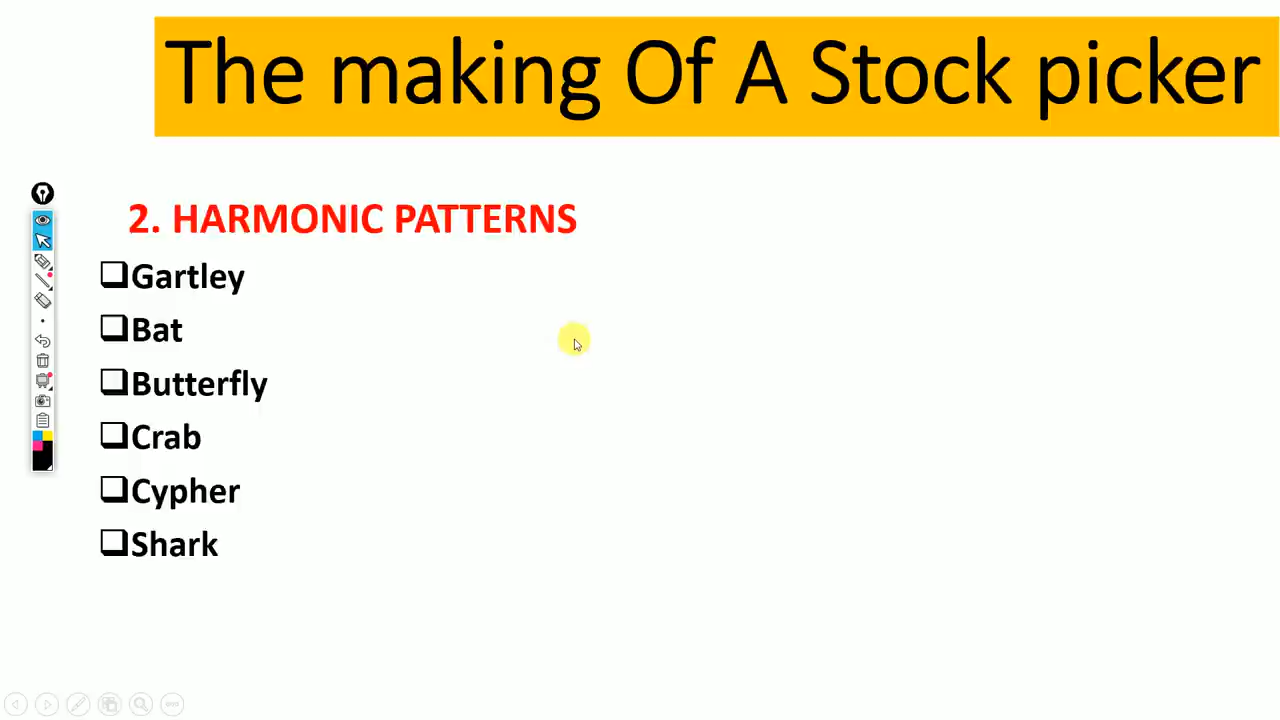 The making Of A Stock picker
2. HARMONIC PATTERNS
Gartley
Bat
Butterfly
Crab
Cypher
Shark